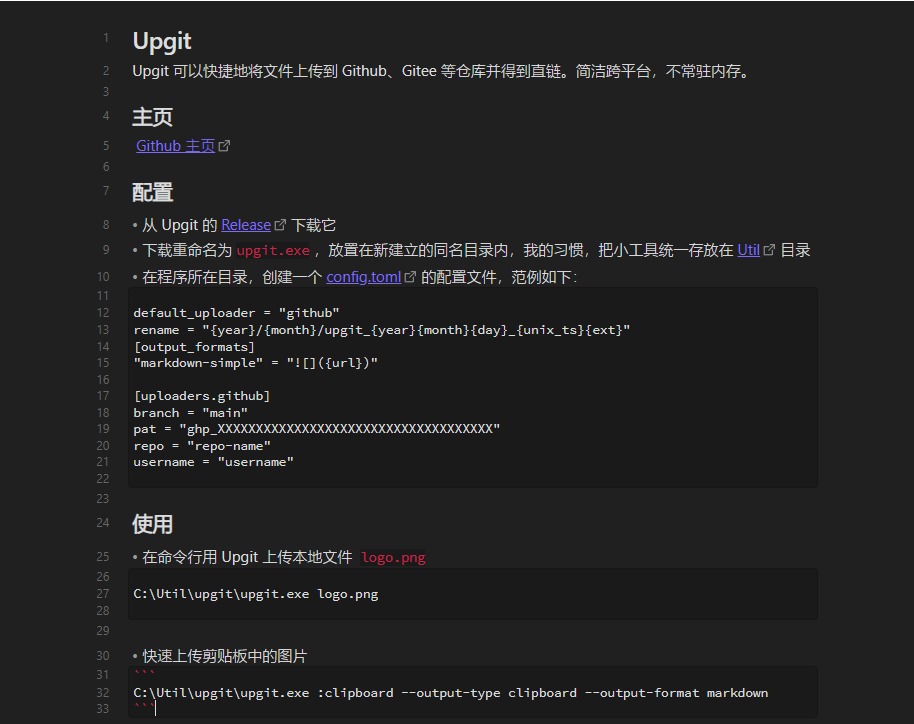 1 Upgit
2 Upgit 可以快捷地将文件上传到 Github、Gitee 等仓库并得到直链。简洁跨平台，不常驻内存。
3
4 主页
5 Github 主页
6
7 配置
8 • 从 Upgit 的 Release 下载它
9 • 下载重命名为 upgit.exe ，放置在新建立的同名目录内，我的习惯，把小工具统一存放在 Util 目录
10 • 在程序所在目录，创建一个 config.toml 的配置文件，范例如下：
11
12 default_uploader = "github"
13 rename = "{year}/{month}/upgit_{year}{month}{day}_{unix_ts}{ext}"
14 [output_formats]
15 "markdown-simple" = "![]({url})"
16
17 [uploaders.github]
18 branch = "main"
19 pat = "ghp_XXXXXXXXXXXXXXXXXXXXXXXXXXXXXXXXXXXX"
20 repo = "repo-name"
21 username = "username"
22
23
24 使用
25 • 在命令行用 Upgit 上传本地文件 logo.png
26
27 C:\Util\upgit\upgit.exe logo.png
28
29
30 • 快速上传剪贴板中的图片
31 ```
32 C:\Util\upgit\upgit.exe :clipboard --output-type clipboard --output-format markdown
33 ```